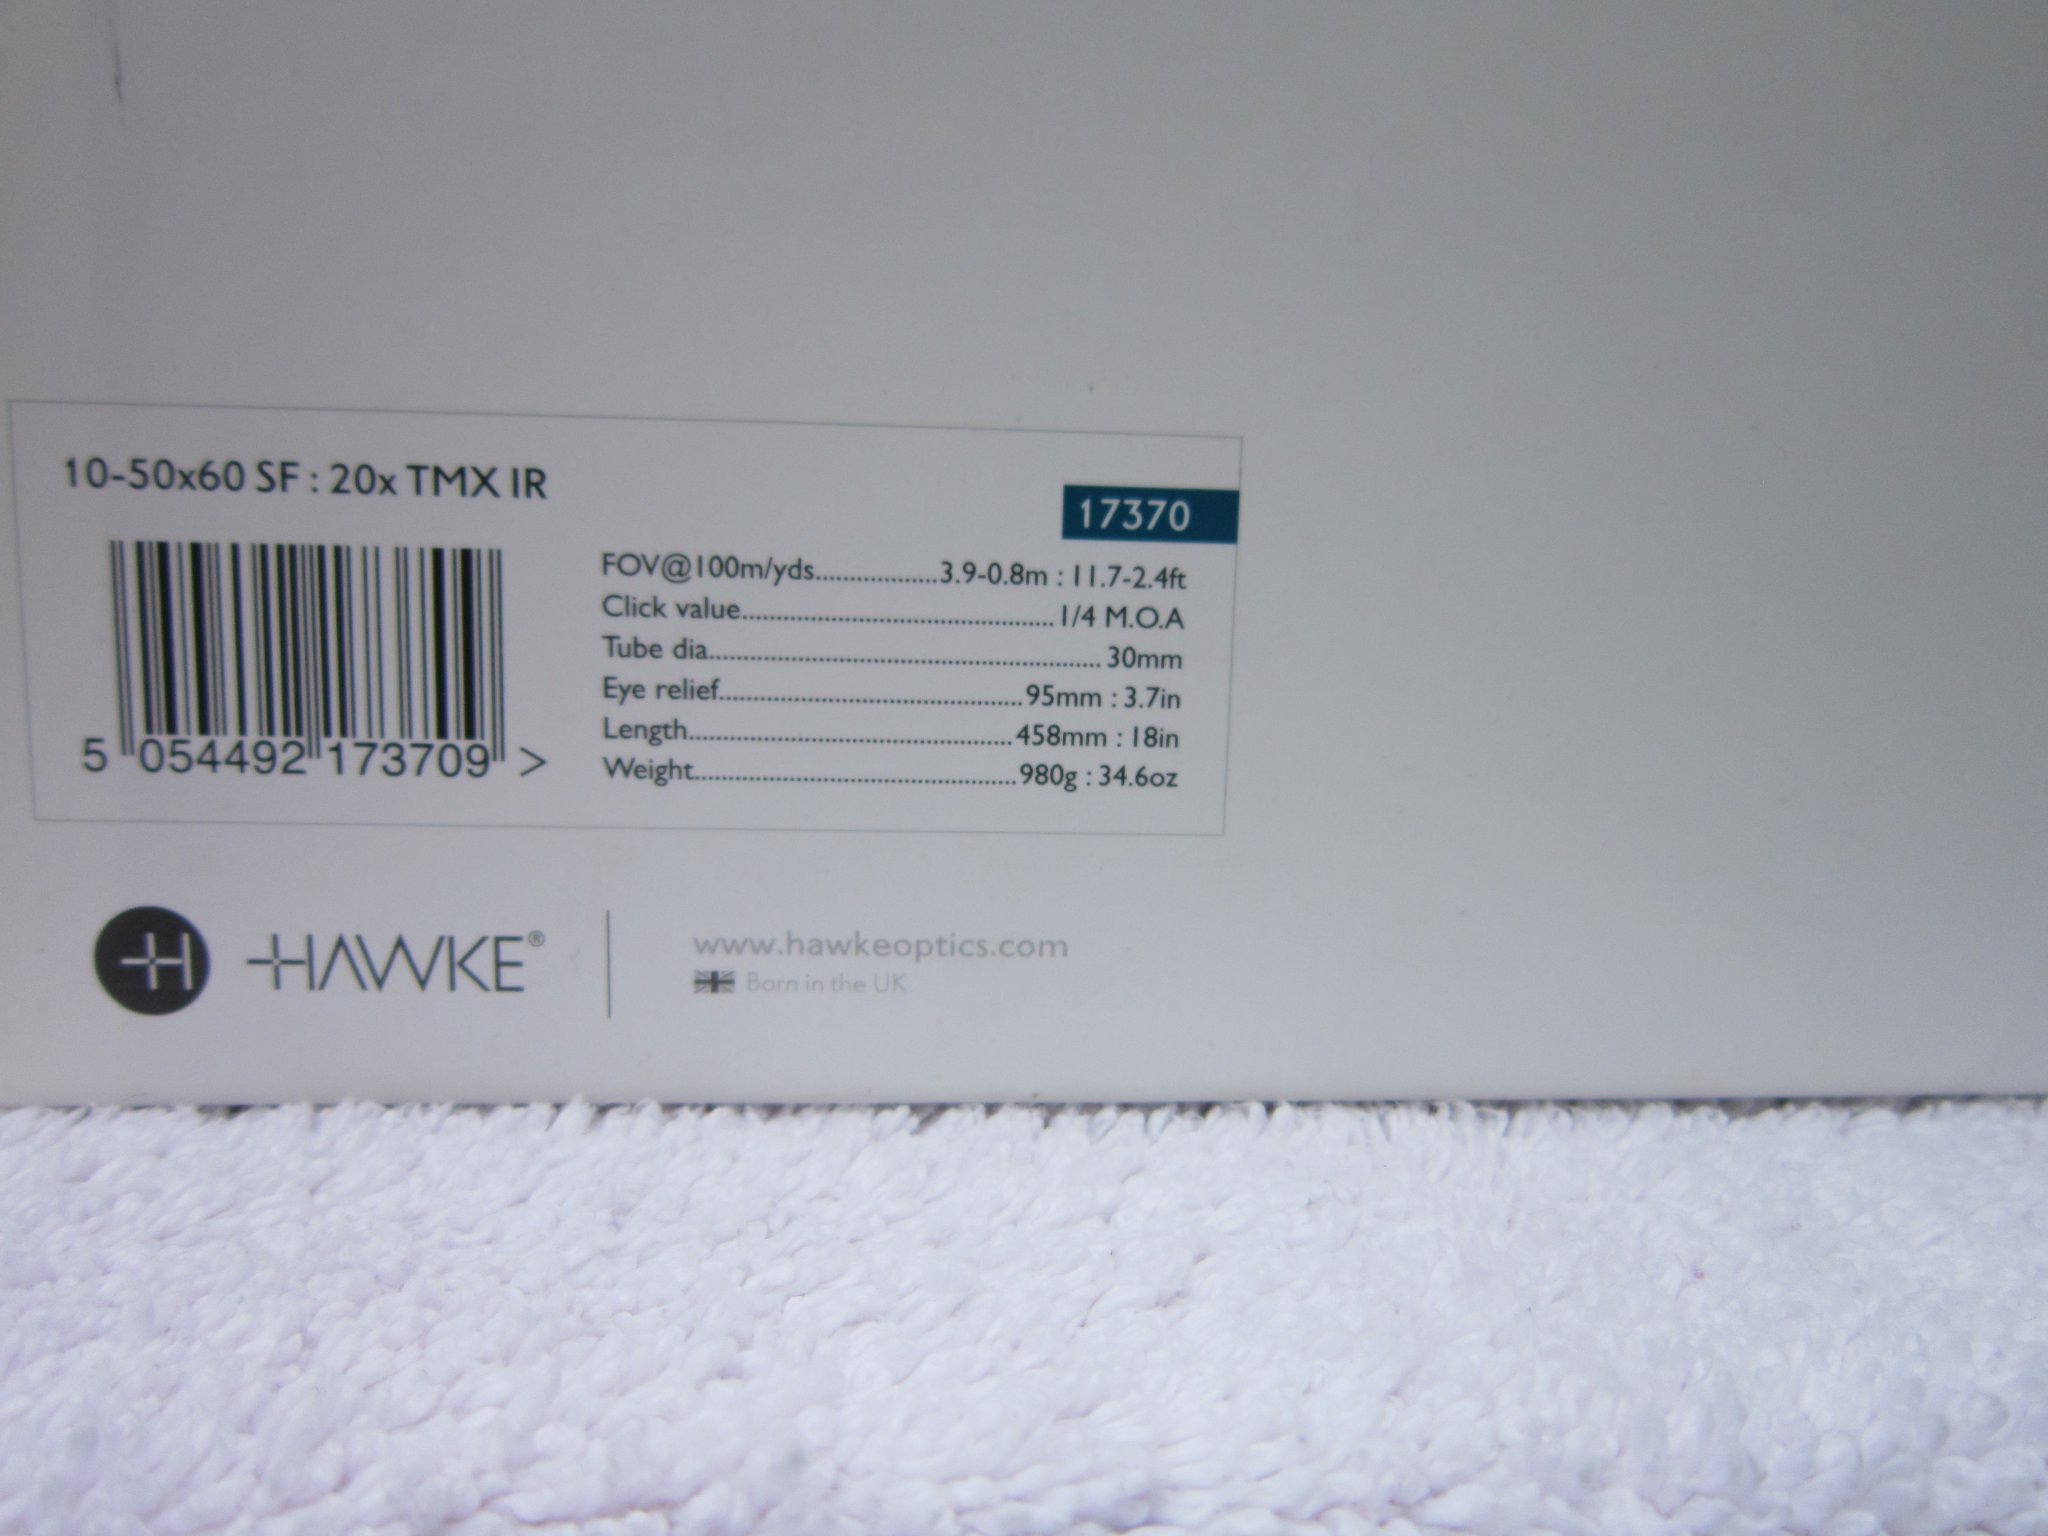 10-50x60 SF : 20x TMX IR
17370
FOV@100m/yds..................3.9-0.8m : 11.7-2.4ft
Click value.............................................1/4 M.O.A
Tube dia......................................................... 30mm
Eye relief............................................95mm : 3.7in
Length...............................................458mm : 18in
Weight...............................................980g : 34.6oz
5 054492 173709 >
H HAWKE®
www.hawkeoptics.com
Born in the UK